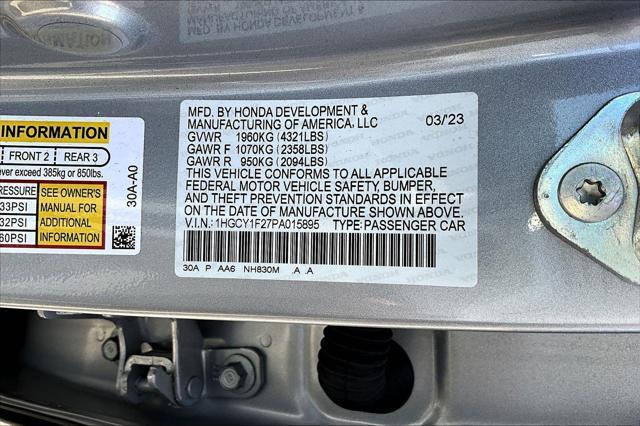 INFORMATION
FRONT 2 REAR 3
ever exceed 385kg or 850lbs.
PRESSURE SEE OWNER'S
33PSI MANUAL FOR
32PSI ADDITIONAL
60PSI INFORMATION
30A-A0
MFD. BY HONDA DEVELOPMENT & 03/23
MANUFACTURING OF AMERICA, LLC
GVWR 1960KG (4321LBS)
GAWR F 1070KG (2358LBS)
GAWR R 950KG (2094LBS)
THIS VEHICLE CONFORMS TO ALL APPLICABLE
FEDERAL MOTOR VEHICLE SAFETY, BUMPER,
AND THEFT PREVENTION STANDARDS IN EFFECT
ON THE DATE OF MANUFACTURE SHOWN ABOVE.
V.I.N.: 1HGCY1F27PA015895 TYPE: PASSENGER CAR
30A P AA6 NH830M .A .A